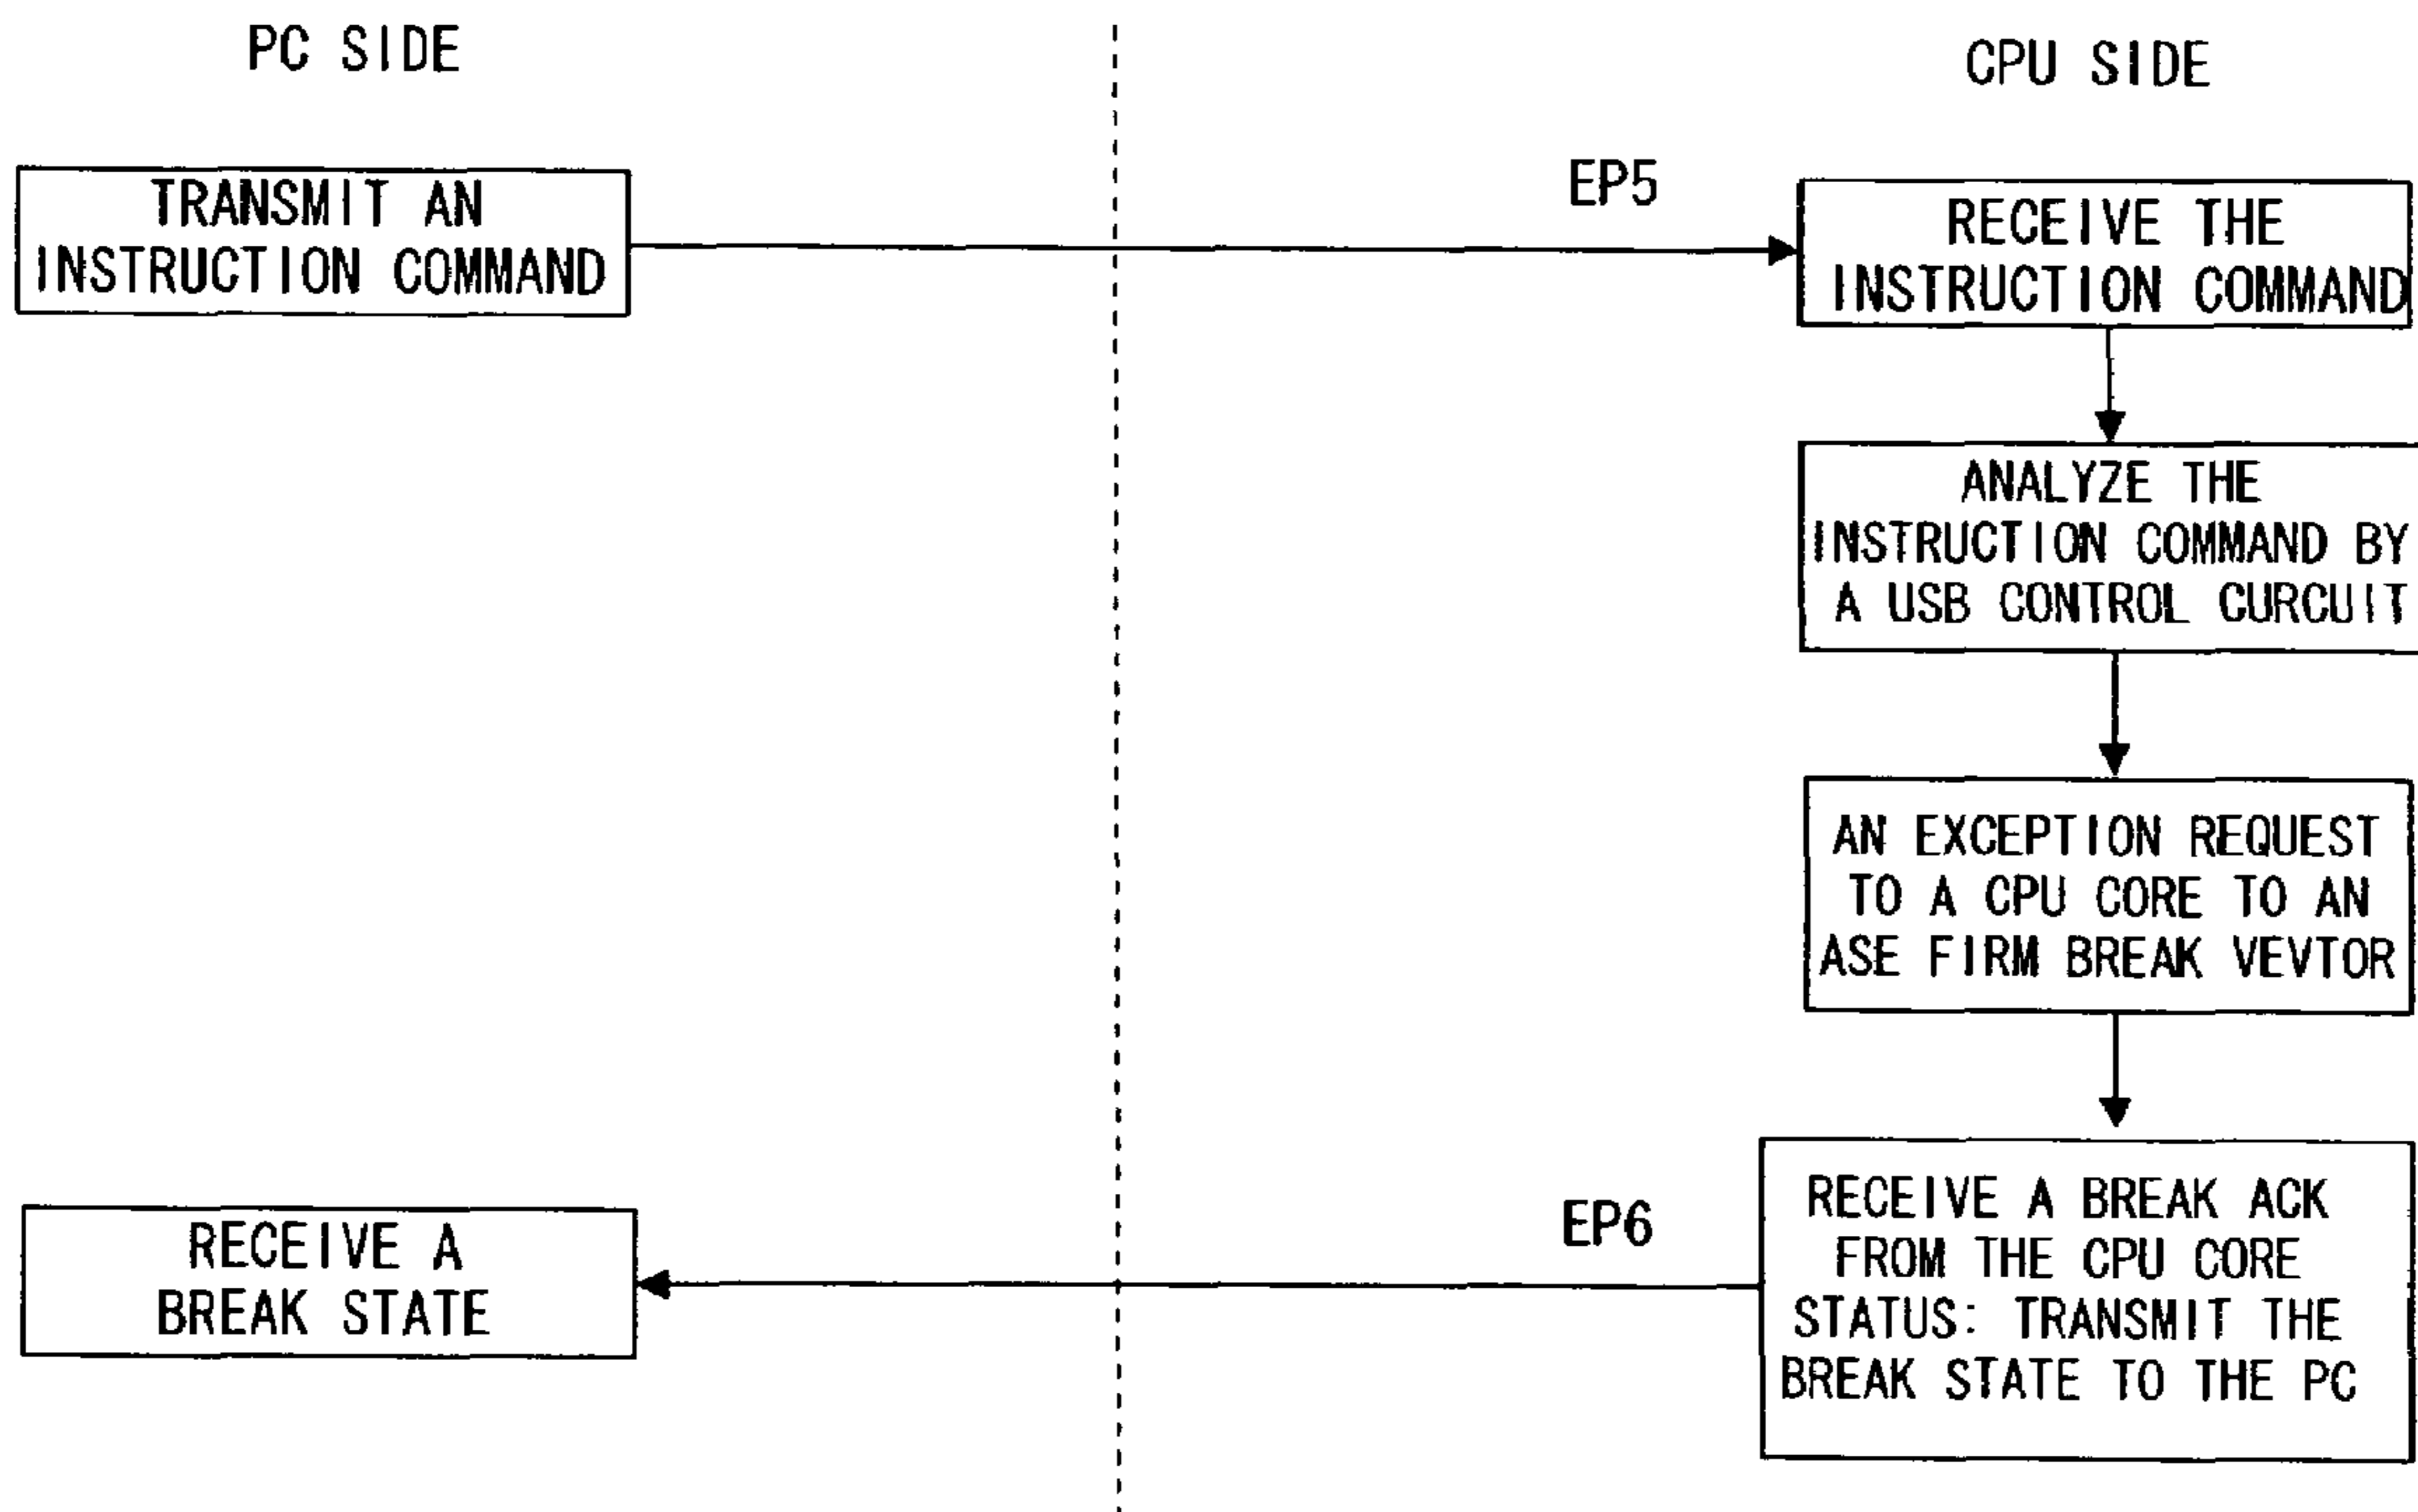 PC SIDE
CPU SIDE
TRANSMIT AN
INSTRUCTION COMMAND
EP5
RECEIVE THE
INSTRUCTION COMMAND
ANALYZE THE
INSTRUCTION COMMAND BY
A USB CONTROL CURCUIT
AN EXCEPTION REQUEST
TO A CPU CORE TO AN
ASE FIRM BREAK VEVTOR
RECEIVE A BREAK ACK
FROM THE CPU CORE
STATUS: TRANSMIT THE
BREAK STATE TO THE PC
EP6
RECEIVE A
BREAK STATE